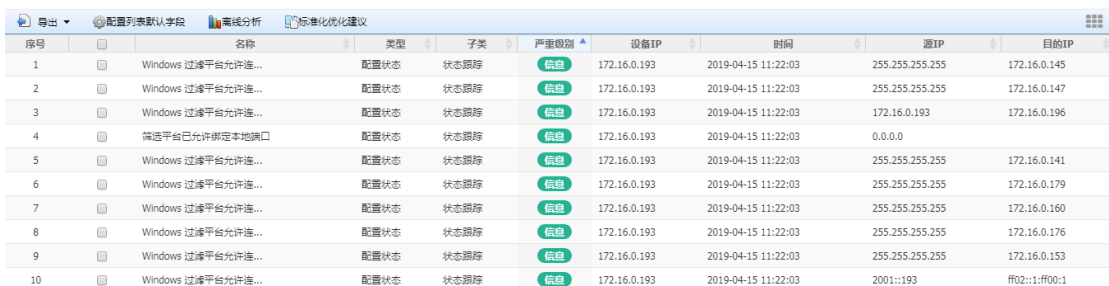 导出 配置列表默认字段 离线分析 标准化优化建议
序号 名称 类型 子类 严重级别 设备IP 时间 源IP 目的IP
1 Windows 过滤平台允许连... 配置状态 状态跟踪 信息 172.16.0.193 2019-04-15 11:22:03 255.255.255.255 172.16.0.145
2 Windows 过滤平台允许连... 配置状态 状态跟踪 信息 172.16.0.193 2019-04-15 11:22:03 255.255.255.255 172.16.0.147
3 Windows 过滤平台允许连... 配置状态 状态跟踪 信息 172.16.0.193 2019-04-15 11:22:03 172.16.0.193 172.16.0.196
4 筛选平台已允许绑定本地端口 配置状态 状态跟踪 信息 172.16.0.193 2019-04-15 11:22:03 0.0.0.0
5 Windows 过滤平台允许连... 配置状态 状态跟踪 信息 172.16.0.193 2019-04-15 11:22:03 255.255.255.255 172.16.0.141
6 Windows 过滤平台允许连... 配置状态 状态跟踪 信息 172.16.0.193 2019-04-15 11:22:03 255.255.255.255 172.16.0.179
7 Windows 过滤平台允许连... 配置状态 状态跟踪 信息 172.16.0.193 2019-04-15 11:22:03 255.255.255.255 172.16.0.160
8 Windows 过滤平台允许连... 配置状态 状态跟踪 信息 172.16.0.193 2019-04-15 11:22:03 255.255.255.255 172.16.0.176
9 Windows 过滤平台允许连... 配置状态 状态跟踪 信息 172.16.0.193 2019-04-15 11:22:03 255.255.255.255 172.16.0.153
10 Windows 过滤平台允许连... 配置状态 状态跟踪 信息 172.16.0.193 2019-04-15 11:22:03 2001::193 ff02::1:ff00:1